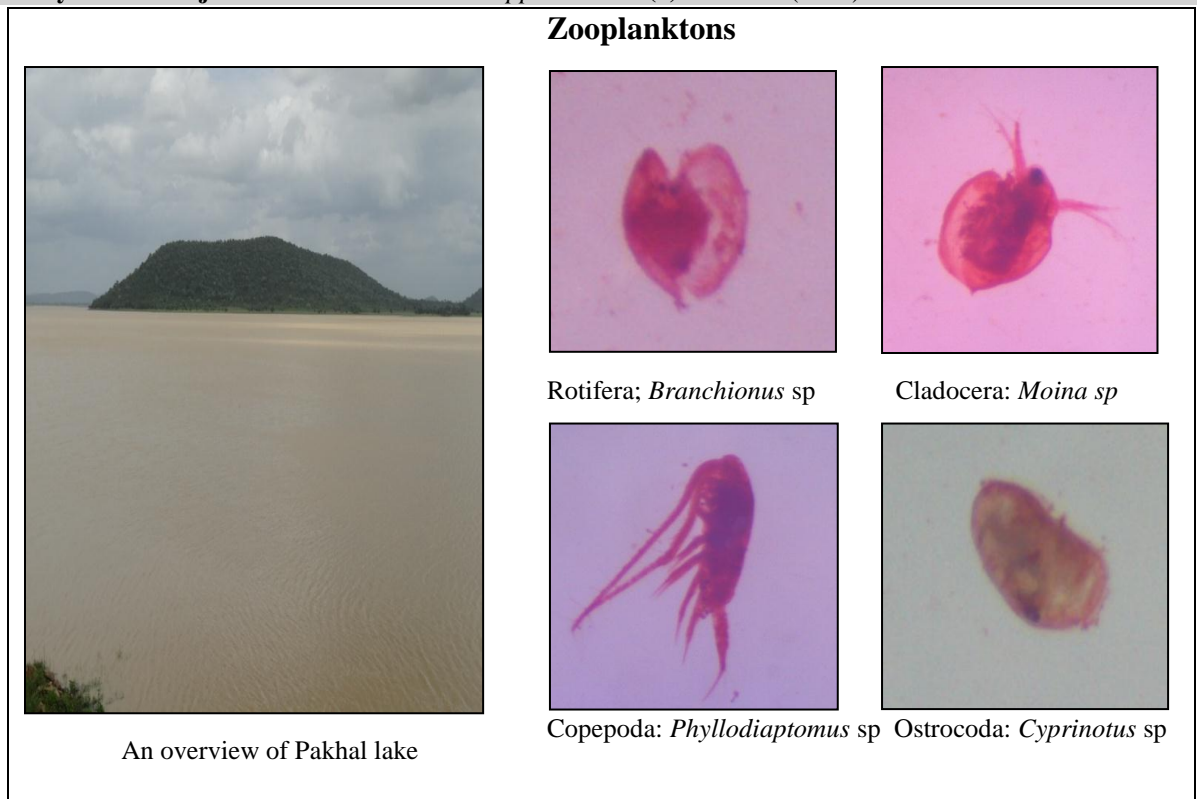 Zooplanktons
Rotifera; Branchionus sp
Cladocera: Moina sp
Copepoda: Phyllodiaptomus sp
Ostrocoda: Cyprinotus sp
An overview of Pakhal lake